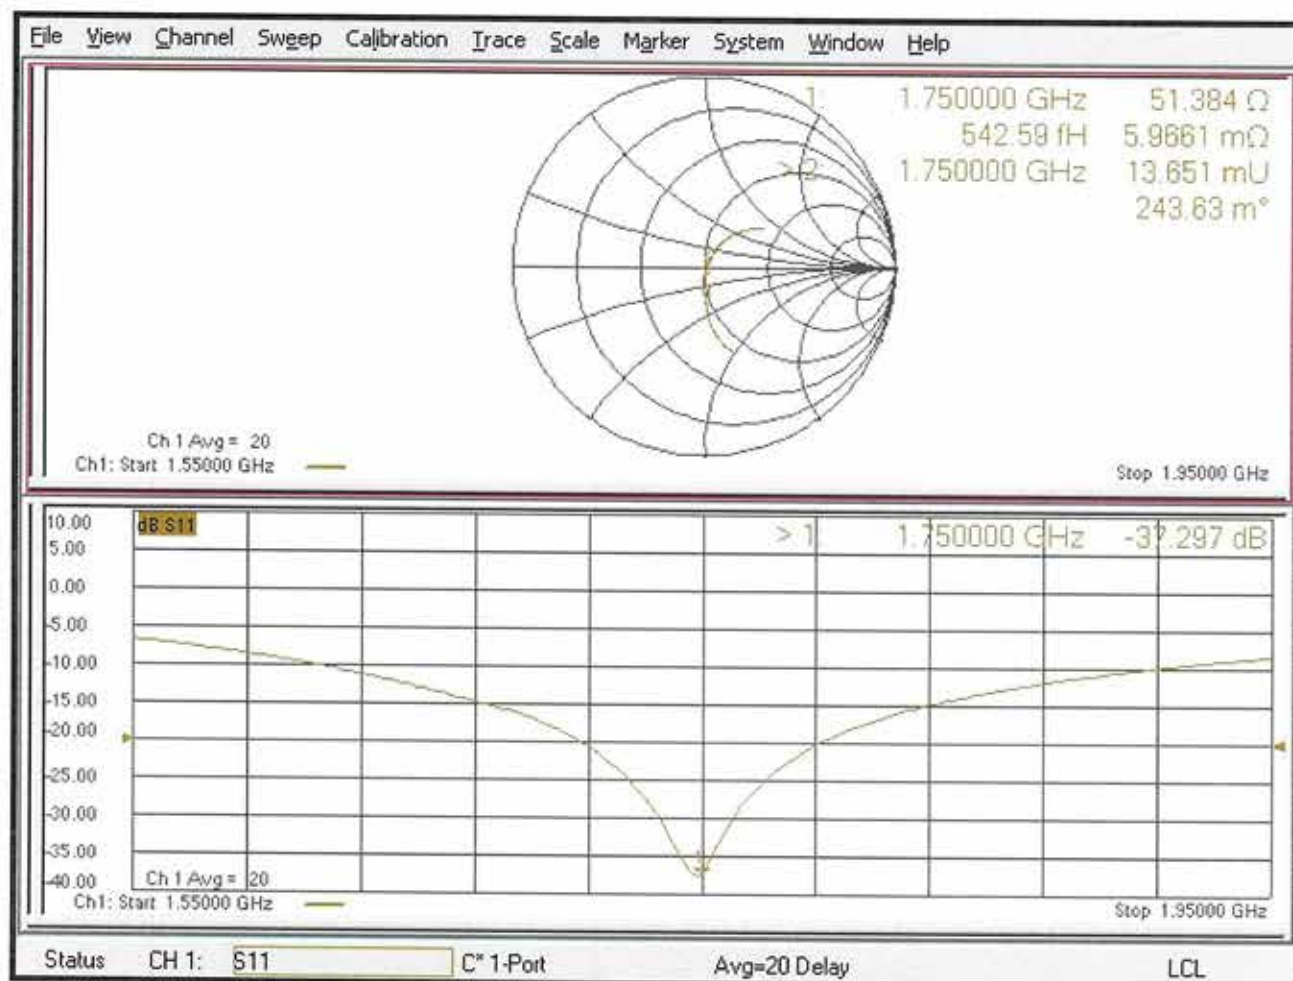 File View Channel Sweep Calibration Trace Scale Marker System Window Help
1: 1.750000 GHz 51.384 Ω
542.59 fH 5.9661 mΩ
> 2: 1.750000 GHz 13.651 mU
243.63 m°
Ch 1 Avg = 20
Ch1: Start 1.55000 GHz
Stop 1.95000 GHz
10.00
dB S11
> 1: 1.750000 GHz -37.297 dB
5.00
0.00
-5.00
-10.00
-15.00
-20.00
-25.00
-30.00
-35.00
-40.00
Ch 1 Avg = 20
Ch1: Start 1.55000 GHz
Stop 1.95000 GHz
Status CH 1: S11 C* 1-Port Avg=20 Delay LCL